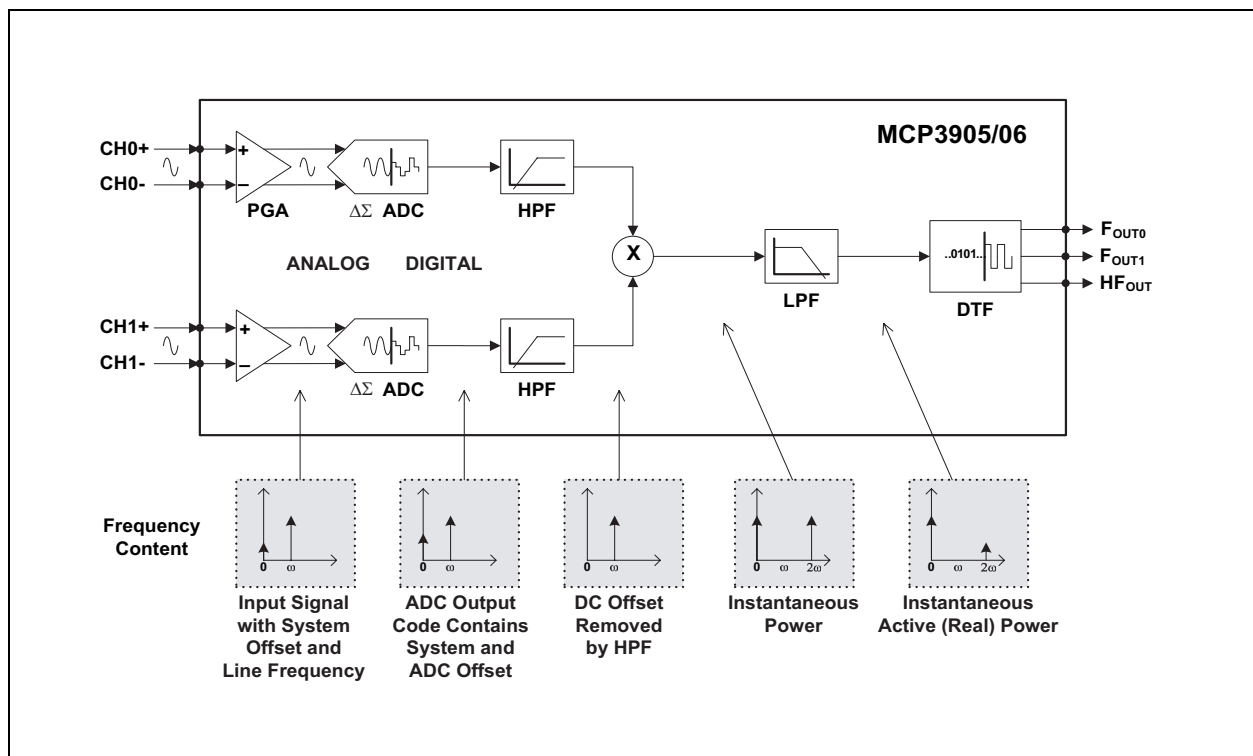 MCP3905/06
CH0+
CH0-
+
–
PGA
ΔΣ ADC
HPF
ANALOG DIGITAL
X
LPF
..0101..
DTF
FOUT0
FOUT1
HFOUT
CH1+
CH1-
+
–
ΔΣ ADC
HPF
Frequency
Content
0 ω
0 ω
0 ω
0 ω 2ω
0 ω 2ω
Input Signal
with System
Offset and
Line Frequency
ADC Output
Code Contains
System and
ADC Offset
DC Offset
Removed
by HPF
Instantaneous
Power
Instantaneous
Active (Real) Power